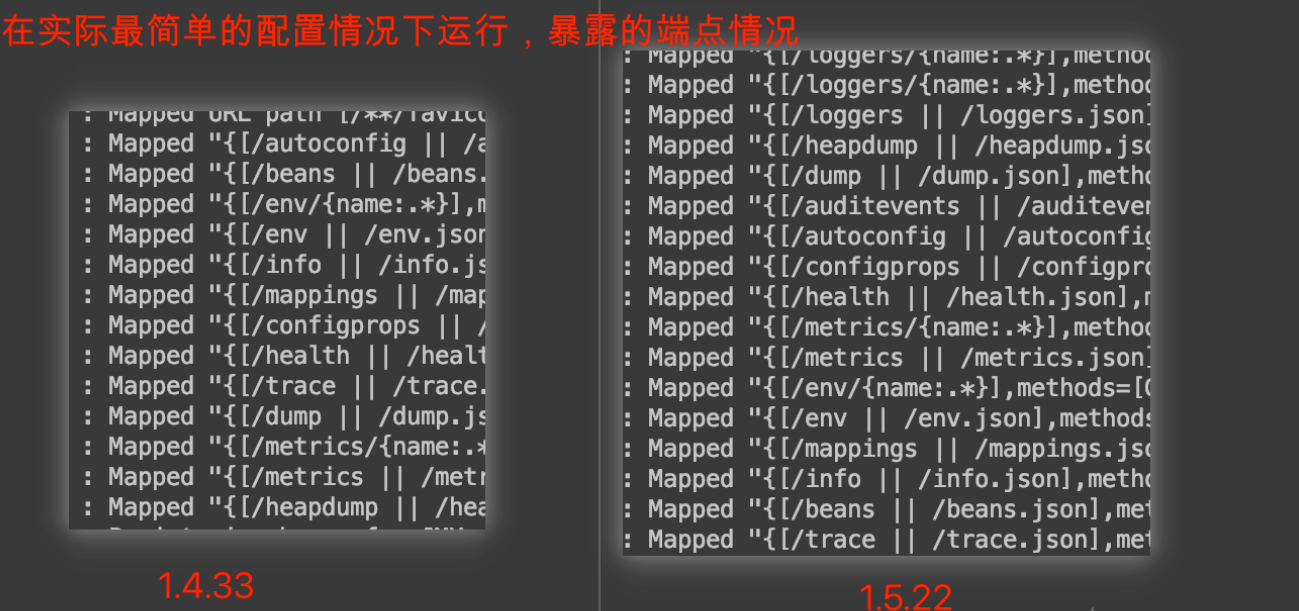 在实际最简单的配置情况下运行，暴露的端点情况
: Mapped URL path [/**/favico
: Mapped "{[/autoconfig || /a
: Mapped "{[/beans || /beans.
: Mapped "{[/env/{name:.*}],m
: Mapped "{[/env || /env.json
: Mapped "{[/info || /info.js
: Mapped "{[/mappings || /map
: Mapped "{[/configprops || /
: Mapped "{[/health || /healt
: Mapped "{[/trace || /trace.
: Mapped "{[/dump || /dump.js
: Mapped "{[/metrics/{name:.*
: Mapped "{[/metrics || /metr
: Mapped "{[/heapdump || /hea
1.4.33
: Mapped "{[/loggers/{name:.*}],metho
: Mapped "{[/loggers/{name:.*}],metho
: Mapped "{[/loggers || /loggers.json]
: Mapped "{[/heapdump || /heapdump.jso
: Mapped "{[/dump || /dump.json],metho
: Mapped "{[/auditevents || /auditever
: Mapped "{[/autoconfig || /autoconfig
: Mapped "{[/configprops || /configpro
: Mapped "{[/health || /health.json],m
: Mapped "{[/metrics/{name:.*}],method
: Mapped "{[/metrics || /metrics.json]
: Mapped "{[/env/{name:.*}],methods=[G
: Mapped "{[/env || /env.json],methods
: Mapped "{[/mappings || /mappings.jso
: Mapped "{[/info || /info.json],metho
: Mapped "{[/beans || /beans.json],met
: Mapped "{[/trace || /trace.json],met
1.5.22